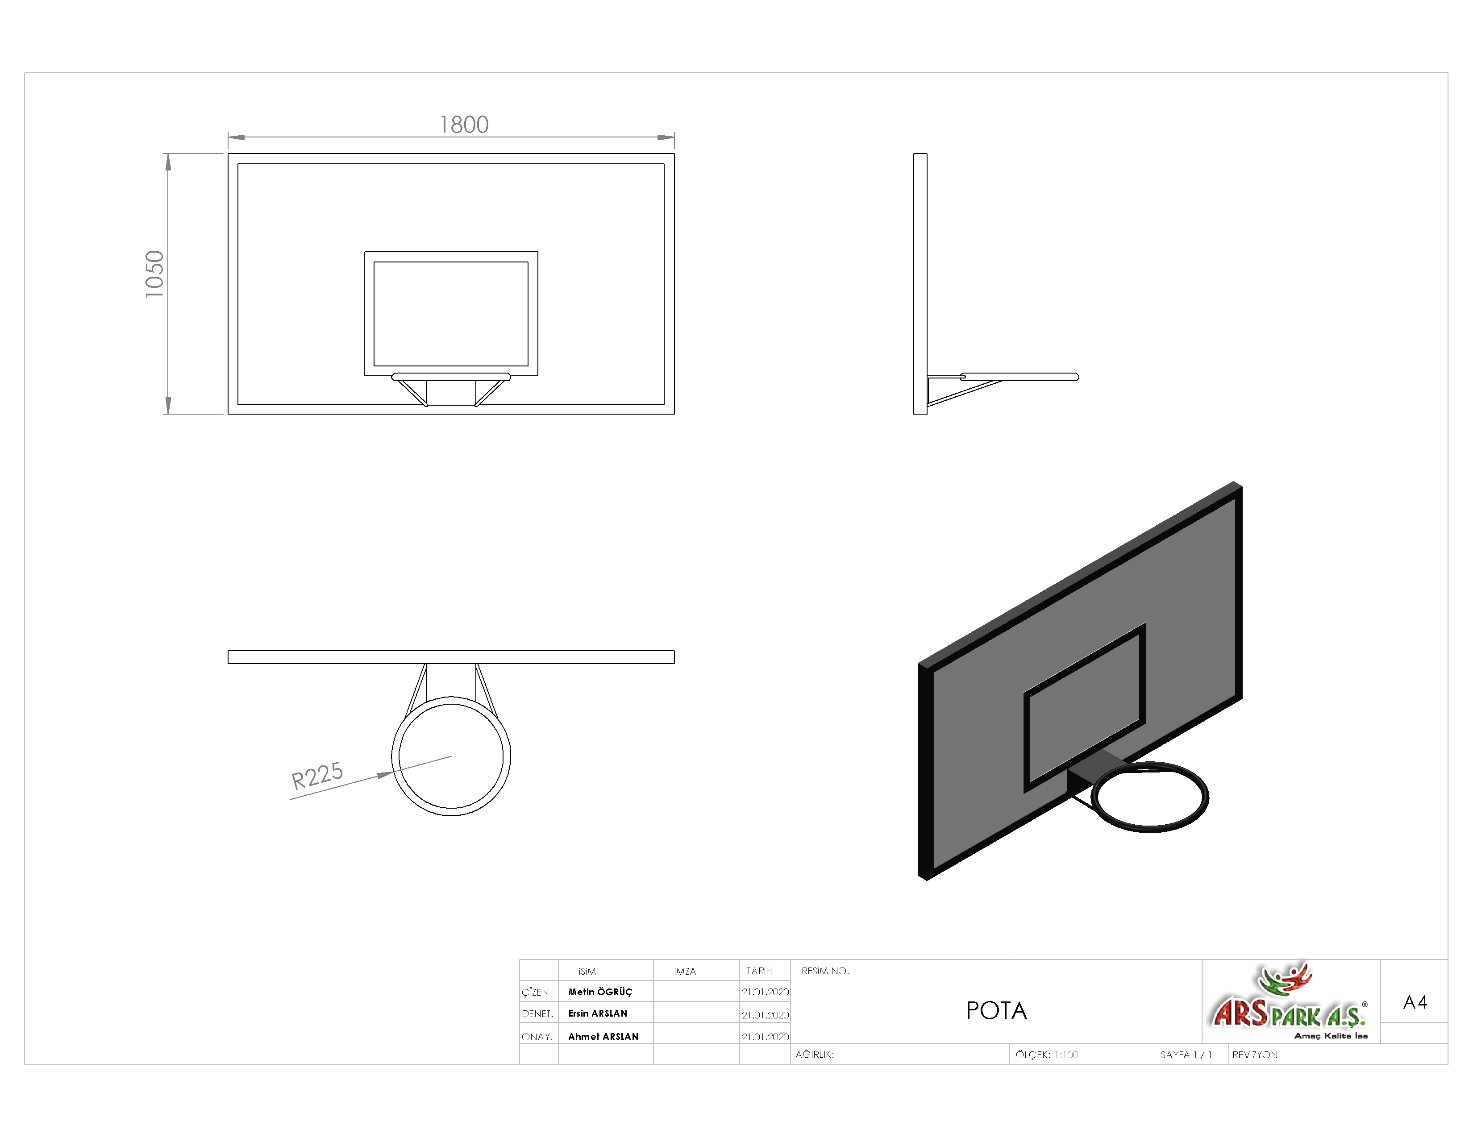 1800
1050
R225
İSİM
İMZA
TARİH
RESİM NO:
ÇİZEN.
Metin ÖGRÜÇ
21.01.2020
DENET.
Ersin ARSLAN
21.01.2020
ONAY.
Ahmet ARSLAN
21.01.2020
POTA
ARS PARK A.Ş.®
Amaç Kalite İse
A4
AĞIRLIK:
ÖLÇEK: 1:100
SAYFA 1 / 1
REVİZYON